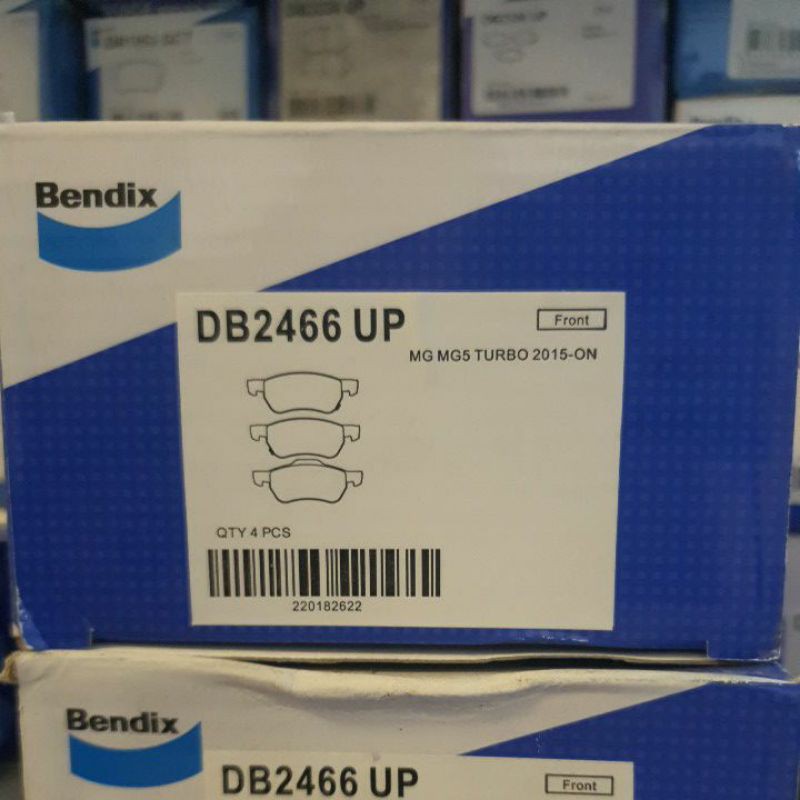 Bendix
DB2466 UP
Front
MG MG5 TURBO 2015-ON
QTY 4 PCS
220182622
Bendix
DB2466 UP
Front